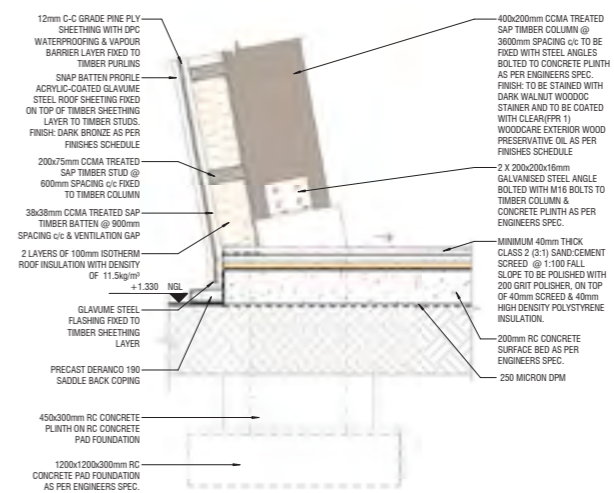 12mm C-C GRADE PINE PLY
SHEETHING WITH DPC
WATERPROOFING & VAPOUR
BARRIER LAYER FIXED TO
TIMBER PURLINS
SNAP BATTEN PROILE
ACRYLIC-COATED GLAVUME
STEEL ROOF SHEETING FIXED
ON TOP OF TIMBER SHEETHING
LAYER TO TIMBER STUDS.
FINISH: DARK BRONZE AS PER
FINISHES SCHEDULE
200x75mm CCMA TREATED
SAP TIMBER STUD @
600mm SPACING c/c FIXED
TO TIMBER COLUMN
38x38mm CCMA TREATED SAP
TIMBER BATTEN @ 900mm
SPACING c/c & VENTILATION GAP
2 LAYERS OF 100mm ISOTHERM
ROOF INSULATION WITH DENSITY
OF 11.5kg/m³
+1.330 NGL
GLAVUME STEEL
FLASHING FIXED TO
TIMBER SHEETHING
LAYER
PRECAST DERANCO 190
SADDLE BACK COPING
450x300mm RC CONCRETE
PLINTH ON RC CONCRETE
PAD FOUNDATION
1200x1200x300mm RC
CONCRETE PAD FOUNDATION
AS PER ENGINEERS SPEC.
400x200mm CCMA TREATED
SAP TIMBER COLUMN @
3600mm SPACING c/c TO BE
FIXED WITH STEEL ANGLES
BOLTED TO CONCRETE PLINTH
AS PER ENGINEERS SPEC.
FINISH: TO BE STAINED WITH
DARK WALNUT WOODOC
STAINER AND TO BE COATED
WITH CLEAR(FPR 1)
WOODCARE EXTERIOR WOOD
PRESERVATIVE OIL AS PER
FINISHES SCHEDULE
2 X 200x200x16mm
GALVANISED STEEL ANGLE
BOLTED WITH M16 BOLTS TO
TIMBER COLUMN &
CONCRETE PLINTH AS PER
ENGINEERS SPEC.
MINIMUM 40mm THICK
CLASS 2 (3:1) SAND:CEMENT
SCREED @ 1:100 FALL
SLOPE TO BE POLISHED WITH
200 GRIT POLISHER, ON TOP
OF 40mm SCREED & 40mm
HIGH DENSITY POLYSTYRENE
INSULATION.
200mm RC CONCRETE
SURFACE BED AS PER
ENGINEERS SPEC.
250 MICRON DPM